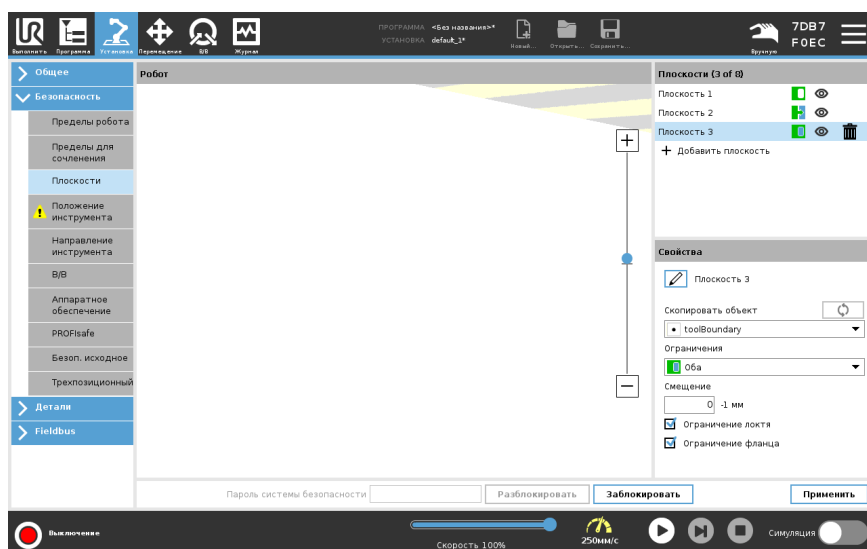 UR
ПРОГРАММА <Без названия>*
УСТАНОВКА default_1*
Выполнить Программа Установка Перемещение В/В Журнал
Новый... Открыть... Сохранить...
Вручную
7DB7
F0EC
Общее
Безопасность
Пределы робота
Пределы для
сочленения
Плоскости
Положение
инструмента
Направление
инструмента
В/В
Аппаратное
обеспечение
PROFIsafe
Безоп. исходное
Трехпозиционный
Детали
Fieldbus
Робот
Плоскости (3 of 8)
Плоскость 1
Плоскость 2
Плоскость 3
Добавить плоскость
Свойства
Плоскость 3
Скопировать объект
toolBoundary
Ограничения
Оба
Смещение
0 -1 мм
Ограничение локтя
Ограничение фланца
Пароль системы безопасности
Разблокировать
Заблокировать
Применить
Выключение
Скорость 100%
250мм/с
Симуляция